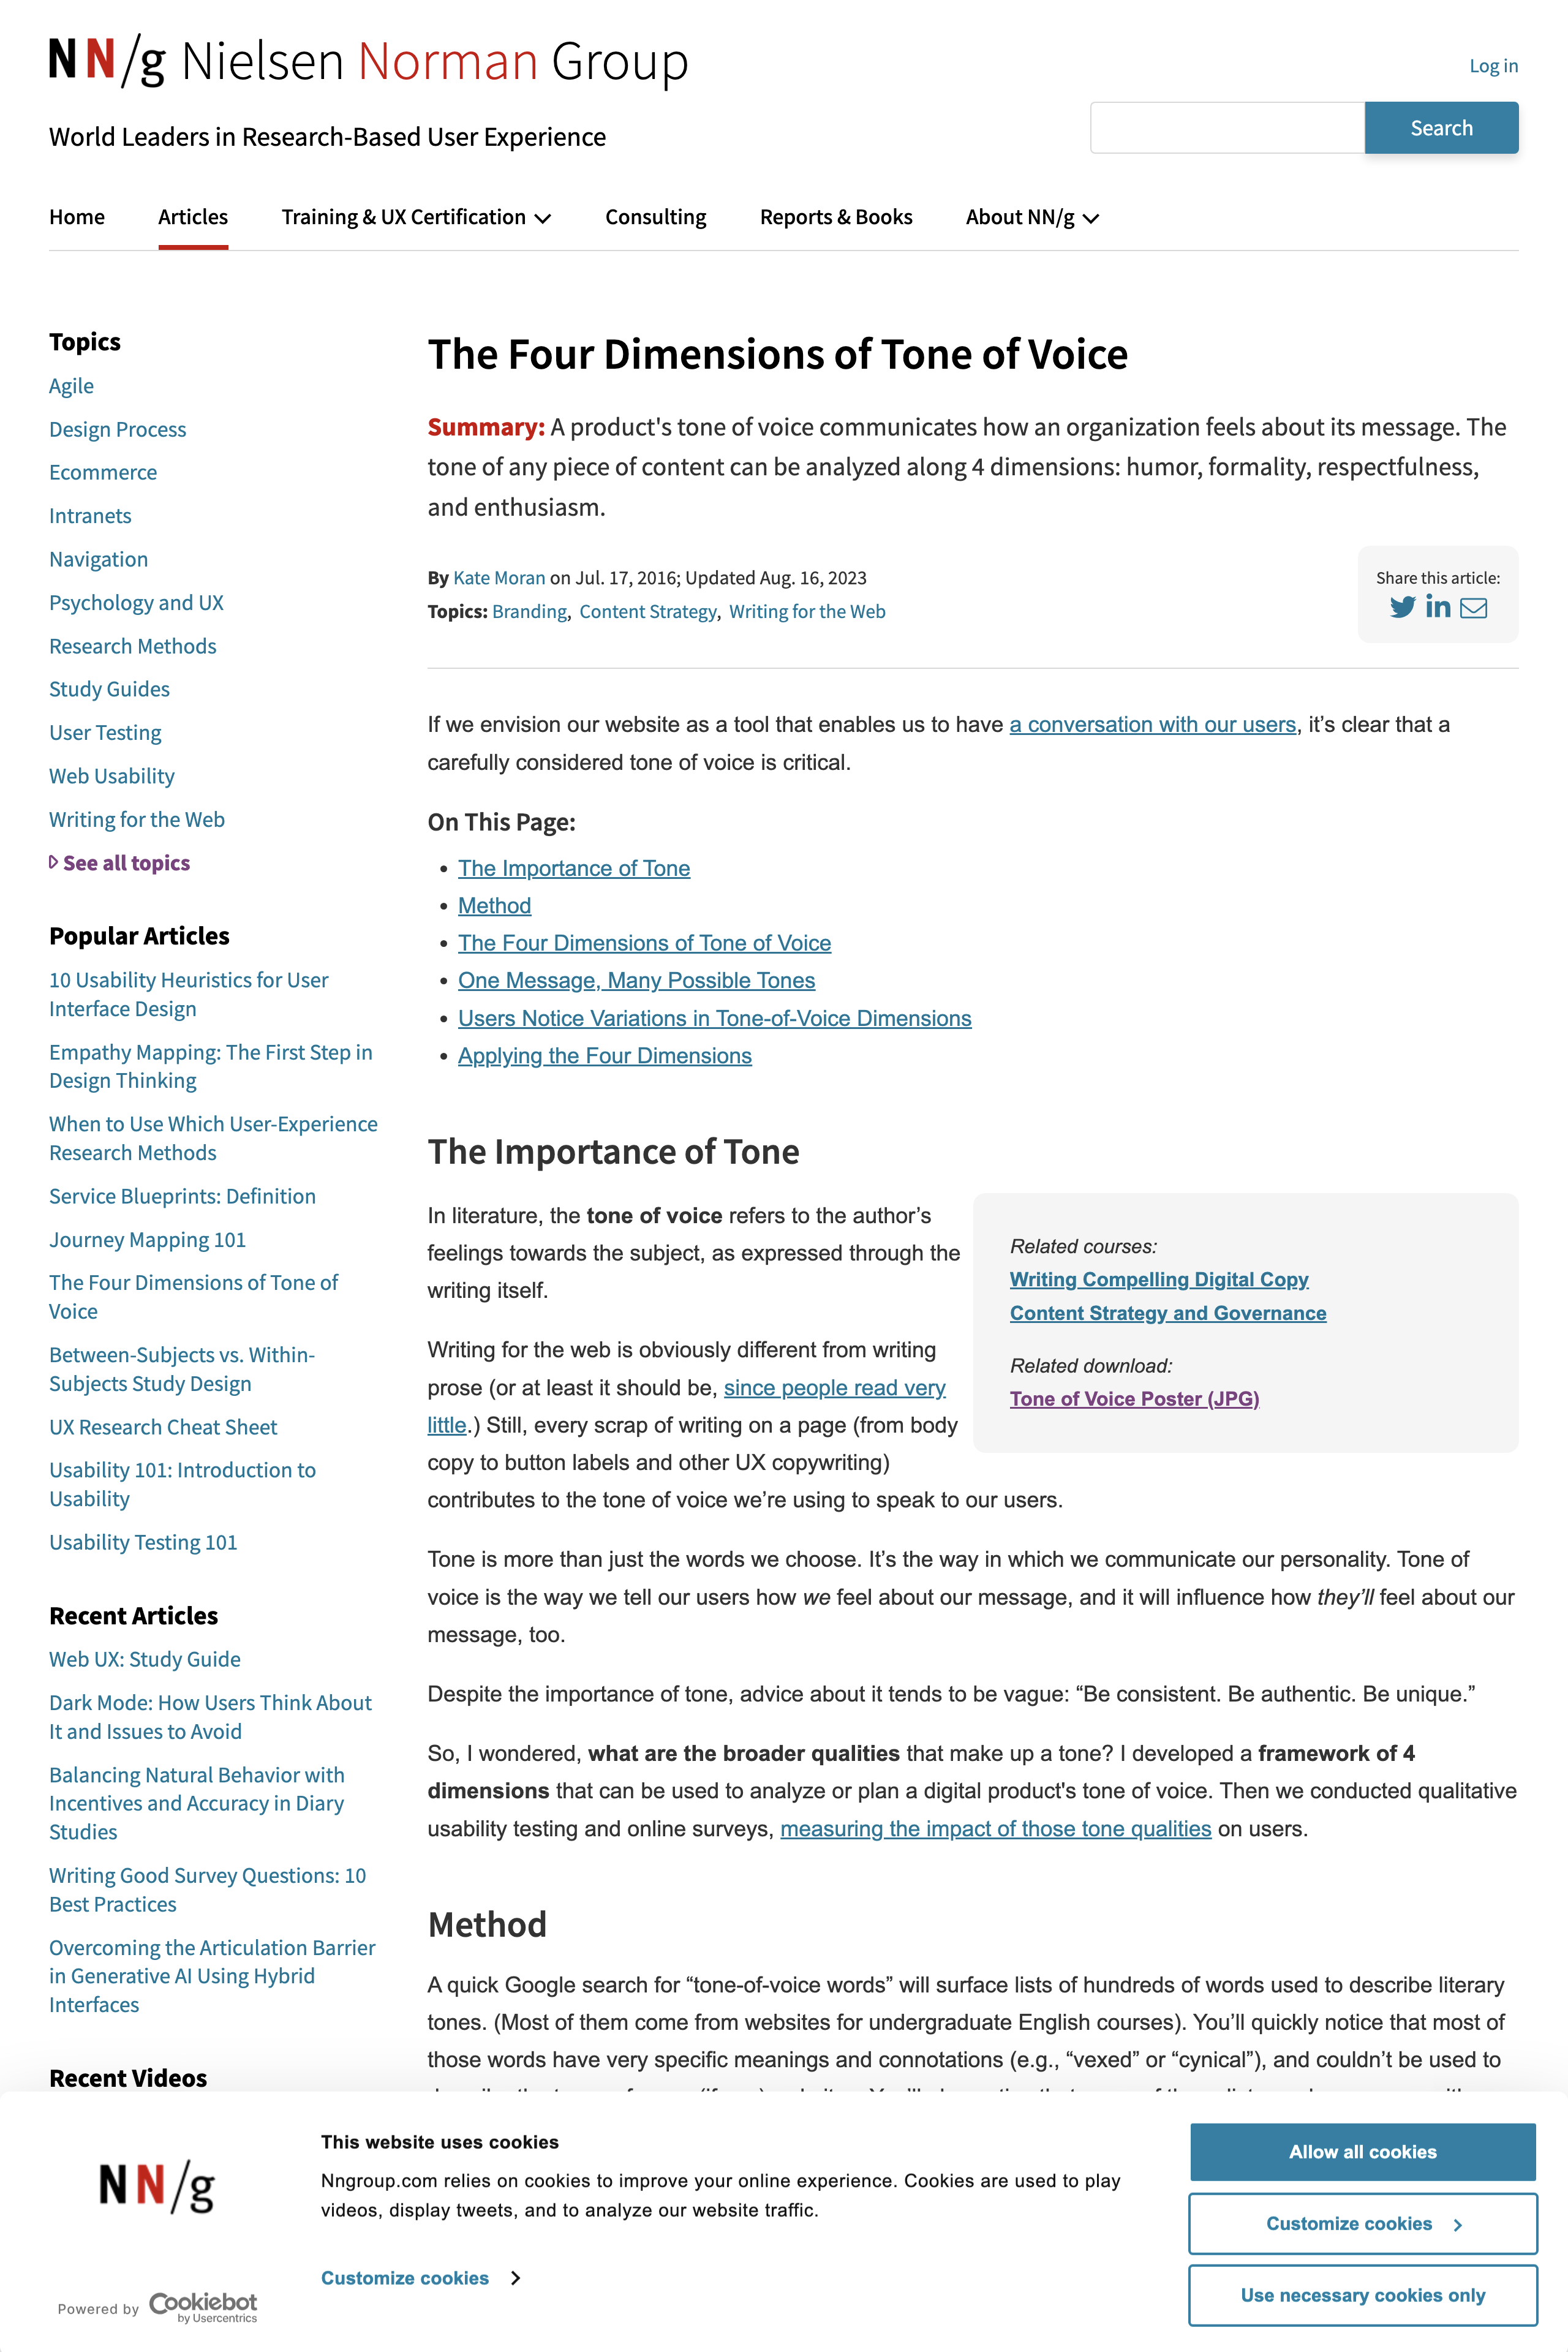 NN/g Nielsen Norman Group
Log in
World Leaders in Research-Based User Experience
Search
Home Articles Training & UX Certification Consulting Reports & Books About NN/g
Topics
Agile
Design Process
Ecommerce
Intranets
Navigation
Psychology and UX
Research Methods
Study Guides
User Testing
Web Usability
Writing for the Web
See all topics
Popular Articles
10 Usability Heuristics for User
Interface Design
Empathy Mapping: The First Step in
Design Thinking
When to Use Which User-Experience
Research Methods
Service Blueprints: Definition
Journey Mapping 101
The Four Dimensions of Tone of
Voice
Between-Subjects vs. Within-
Subjects Study Design
UX Research Cheat Sheet
Usability 101: Introduction to
Usability
Usability Testing 101
Recent Articles
Web UX: Study Guide
Dark Mode: How Users Think About
It and Issues to Avoid
Balancing Natural Behavior with
Incentives and Accuracy in Diary
Studies
Writing Good Survey Questions: 10
Best Practices
Overcoming the Articulation Barrier
in Generative AI Using Hybrid
Interfaces
Recent Videos
The Four Dimensions of Tone of Voice
Summary: A product's tone of voice communicates how an organization feels about its message. The
tone of any piece of content can be analyzed along 4 dimensions: humor, formality, respectfulness,
and enthusiasm.
By Kate Moran on Jul. 17, 2016; Updated Aug. 16, 2023
Topics: Branding, Content Strategy, Writing for the Web
Share this article:
If we envision our website as a tool that enables us to have a conversation with our users, it’s clear that a
carefully considered tone of voice is critical.
On This Page:
• The Importance of Tone
• Method
• The Four Dimensions of Tone of Voice
• One Message, Many Possible Tones
• Users Notice Variations in Tone-of-Voice Dimensions
• Applying the Four Dimensions
The Importance of Tone
In literature, the tone of voice refers to the author’s
feelings towards the subject, as expressed through the
writing itself.
Related courses:
Writing Compelling Digital Copy
Content Strategy and Governance
Related download:
Tone of Voice Poster (JPG)
Writing for the web is obviously different from writing
prose (or at least it should be, since people read very
little.) Still, every scrap of writing on a page (from body
copy to button labels and other UX copywriting)
contributes to the tone of voice we’re using to speak to our users.
Tone is more than just the words we choose. It’s the way in which we communicate our personality. Tone of
voice is the way we tell our users how we feel about our message, and it will influence how they’ll feel about our
message, too.
Despite the importance of tone, advice about it tends to be vague: “Be consistent. Be authentic. Be unique.”
So, I wondered, what are the broader qualities that make up a tone? I developed a framework of 4
dimensions that can be used to analyze or plan a digital product's tone of voice. Then we conducted qualitative
usability testing and online surveys, measuring the impact of those tone qualities on users.
Method
A quick Google search for “tone-of-voice words” will surface lists of hundreds of words used to describe literary
tones. (Most of them come from websites for undergraduate English courses). You’ll quickly notice that most of
those words have very specific meanings and connotations (e.g., “vexed” or “cynical”), and couldn’t be used to
NN/g
Powered by Cookiebot
by Usercentrics
This website uses cookies
Nngroup.com relies on cookies to improve your online experience. Cookies are used to play
videos, display tweets, and to analyze our website traffic.
Customize cookies
Allow all cookies
Customize cookies
Use necessary cookies only